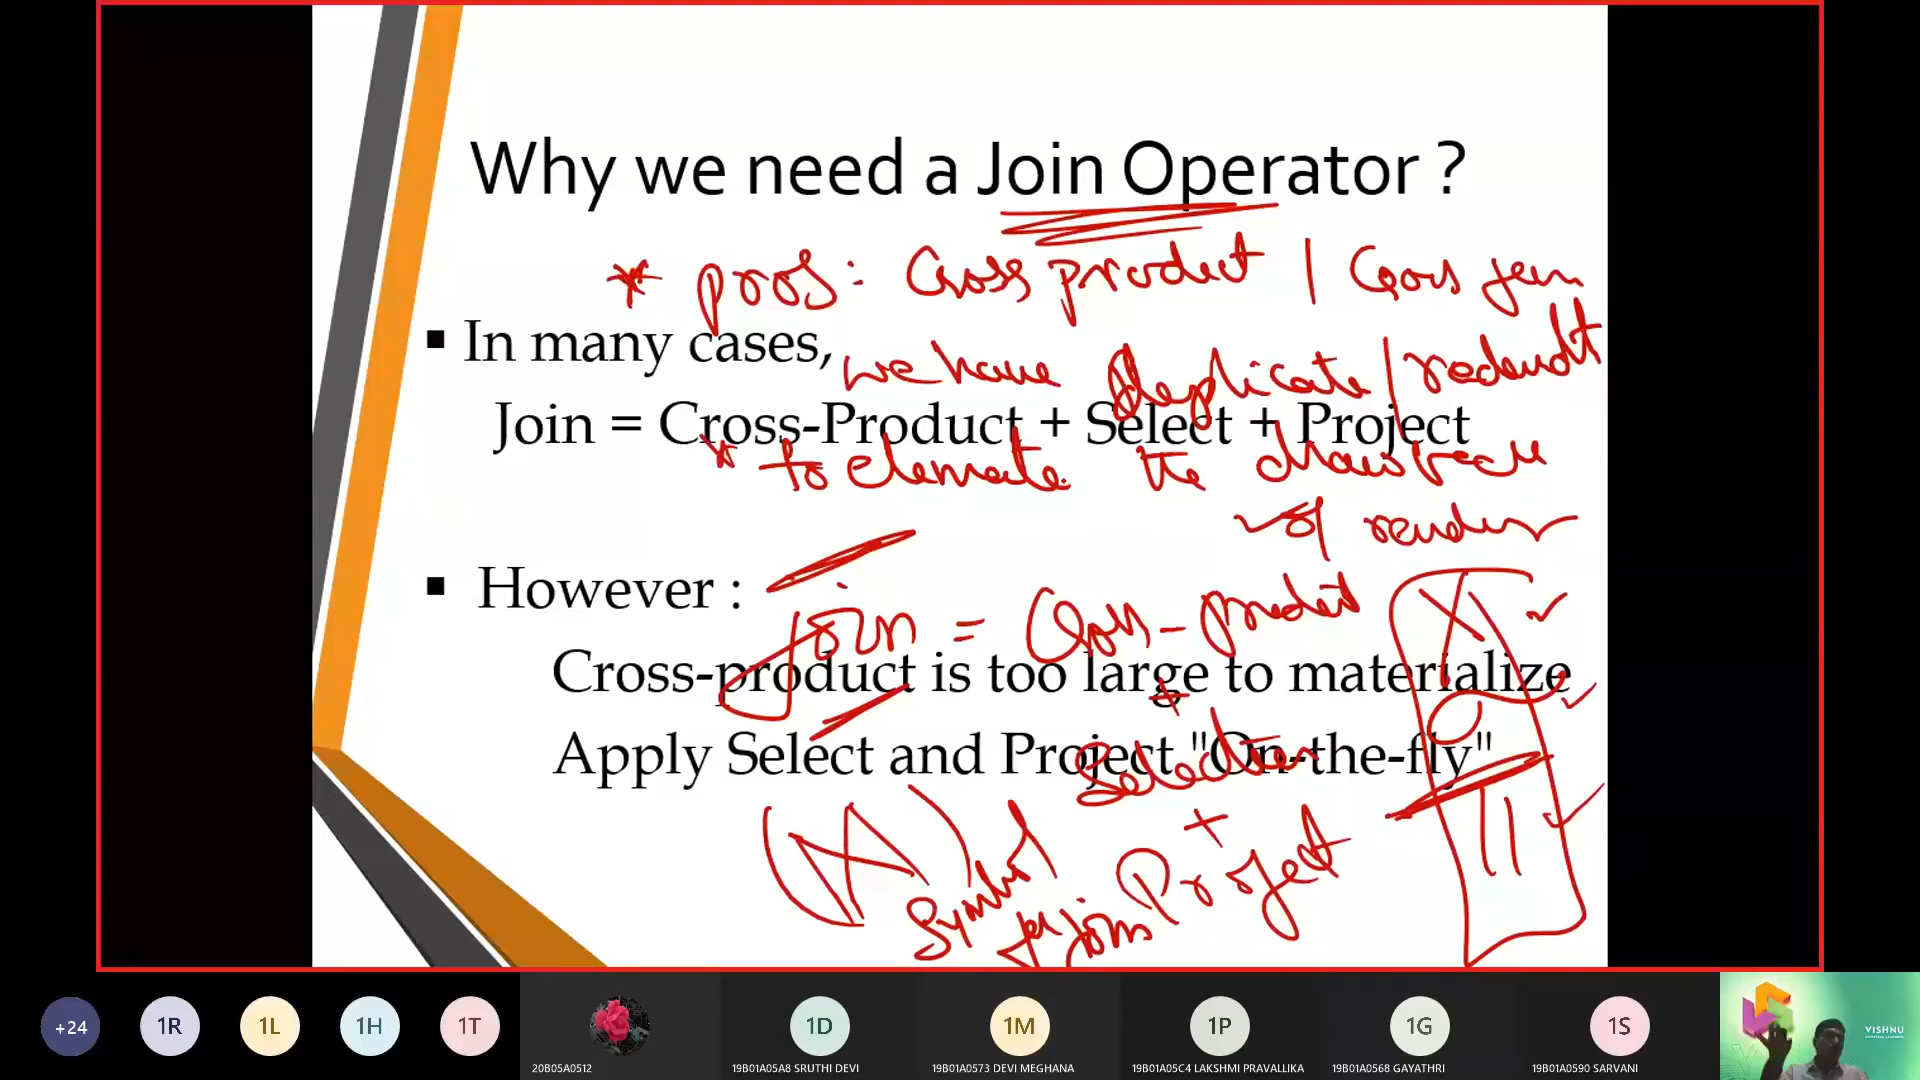 Why we need a Join Operator ?
* pros: Cross product / Cross join
▪ In many cases,
we have duplicate / redundt
Join = Cross-Product + Select + Project
* to elemate the drawback
of
▪ However :
join = Cross-product
Cross-product is too large to materialize
+
Apply Select and Project "On-the-fly"
Selection
+
Project
Symbol
for join
X
σ
Π
+24
1R
1L
1H
1T
1D
1M
1P
1G
1S
20B05A0512
19B01A05A8 SRUTHI DEVI
19B01A0573 DEVI MEGHANA
19B01A05C4 LAKSHMI PRAVALLIKA
19B01A0568 GAYATHRI
19B01A0590 SARVANI
VISHNU